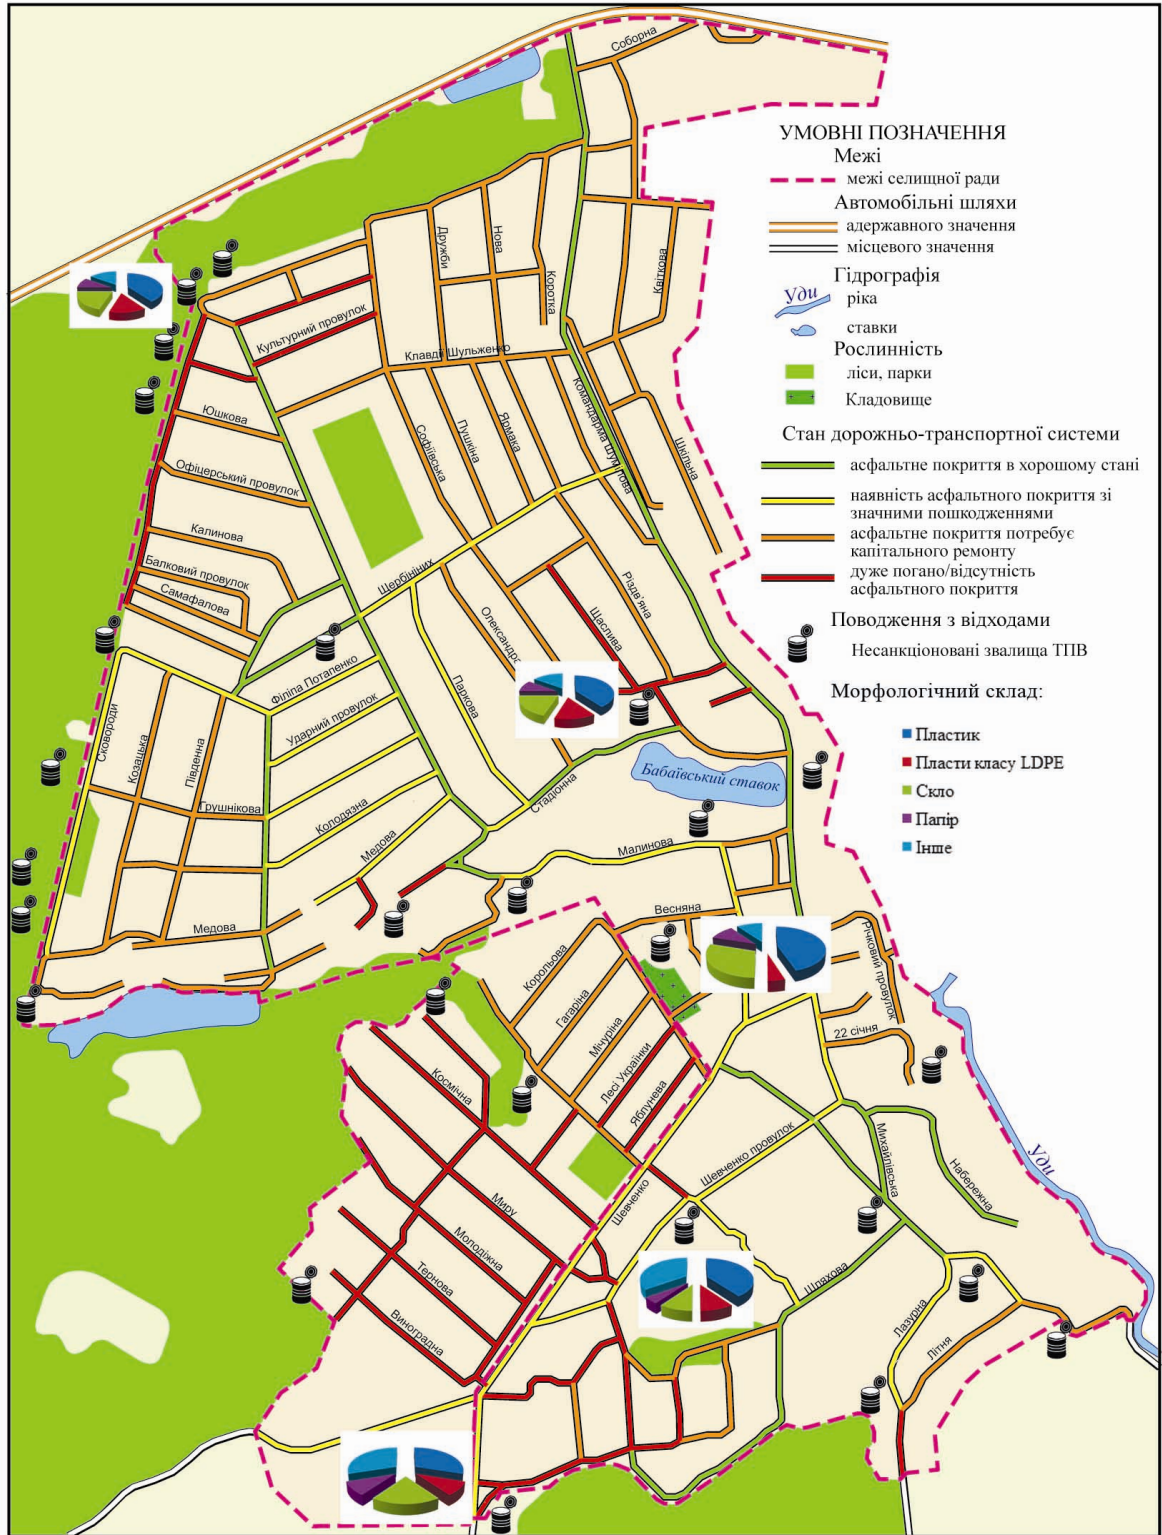 Соборна
УМОВНІ ПОЗНАЧЕННЯ
Межі
межі селищної ради
Автомобільні шляхи
адержавного значення
місцевого значення
Гідрографія
Уди
ріка
ставки
Рослинність
ліси, парки
Кладовище
Стан дорожньо-транспортної системи
асфальтне покриття в хорошому стані
наявність асфальтного покриття зі
значними пошкодженнями
асфальтне покриття потребує
капітального ремонту
дуже погано/відсутність
асфальтного покриття
Поводження з відходами
Несанкціоновані звалища ТПВ
Морфологічний склад:
Пластик
Пласти класу LDPE
Скло
Папір
Інше
Дружби
Нова
Коротка
Квіткова
Культурний провулок
Клавдії Шульженко
Командарма Шумілова
Юшкова
Софіївська
Пушкіна
Ярмака
Шкільна
Офіцерський провулок
Калинова
Балковий провулок
Самафалова
Щербініних
Різдв'яна
Щаслива
Філіпа Потапенко
Паркова
Ударний провулок
Сковороди
Козацька
Південна
Грушнікова
Колодязна
Медова
Стадіонна
Бабаївський ставок
Малинова
Медова
Весняна
Корольова
Гагаріна
Мічуріна
Лесі Українки
Яблунева
Річковий провулок
22 січня
Космічна
Миру
Молодіжна
Тернова
Виноградна
Шевченко
Шевченко провулок
Михайлівська
Набережна
Уди
Шляхова
Лазурна
Літня